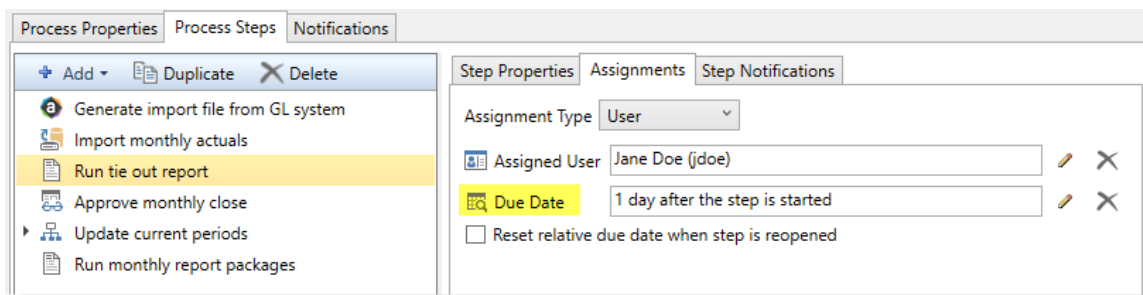 Process Properties Process Steps Notifications
Add Duplicate Delete
Generate import file from GL system
Import monthly actuals
Run tie out report
Approve monthly close
Update current periods
Run monthly report packages
Step Properties Assignments Step Notifications
Assignment Type User
Assigned User Jane Doe (jdoe)
Due Date 1 day after the step is started
Reset relative due date when step is reopened